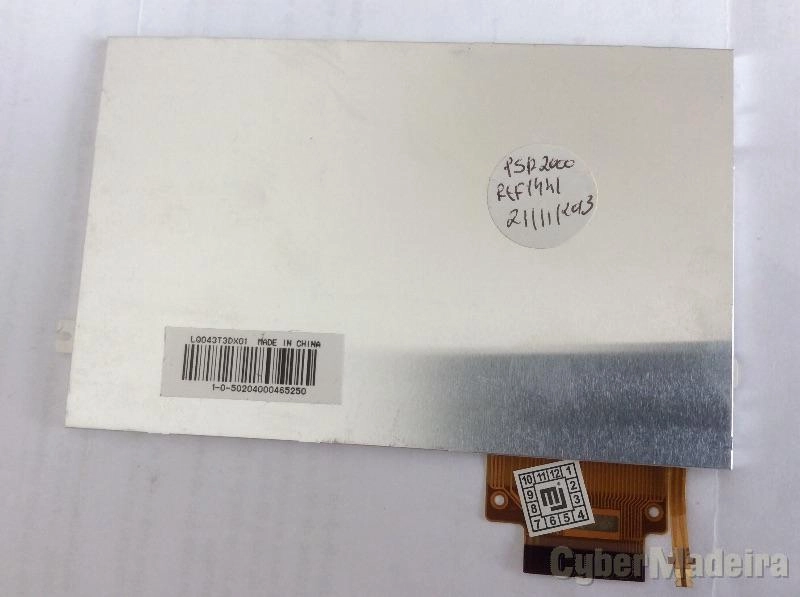 PSP2000
REF1441
21/11/2013
LQ043T3DX01 MADE IN CHINA
1-0-50204000465250
10 11 12 1
9 mj 2
8 3
7 6 5 4
CyberMadeira